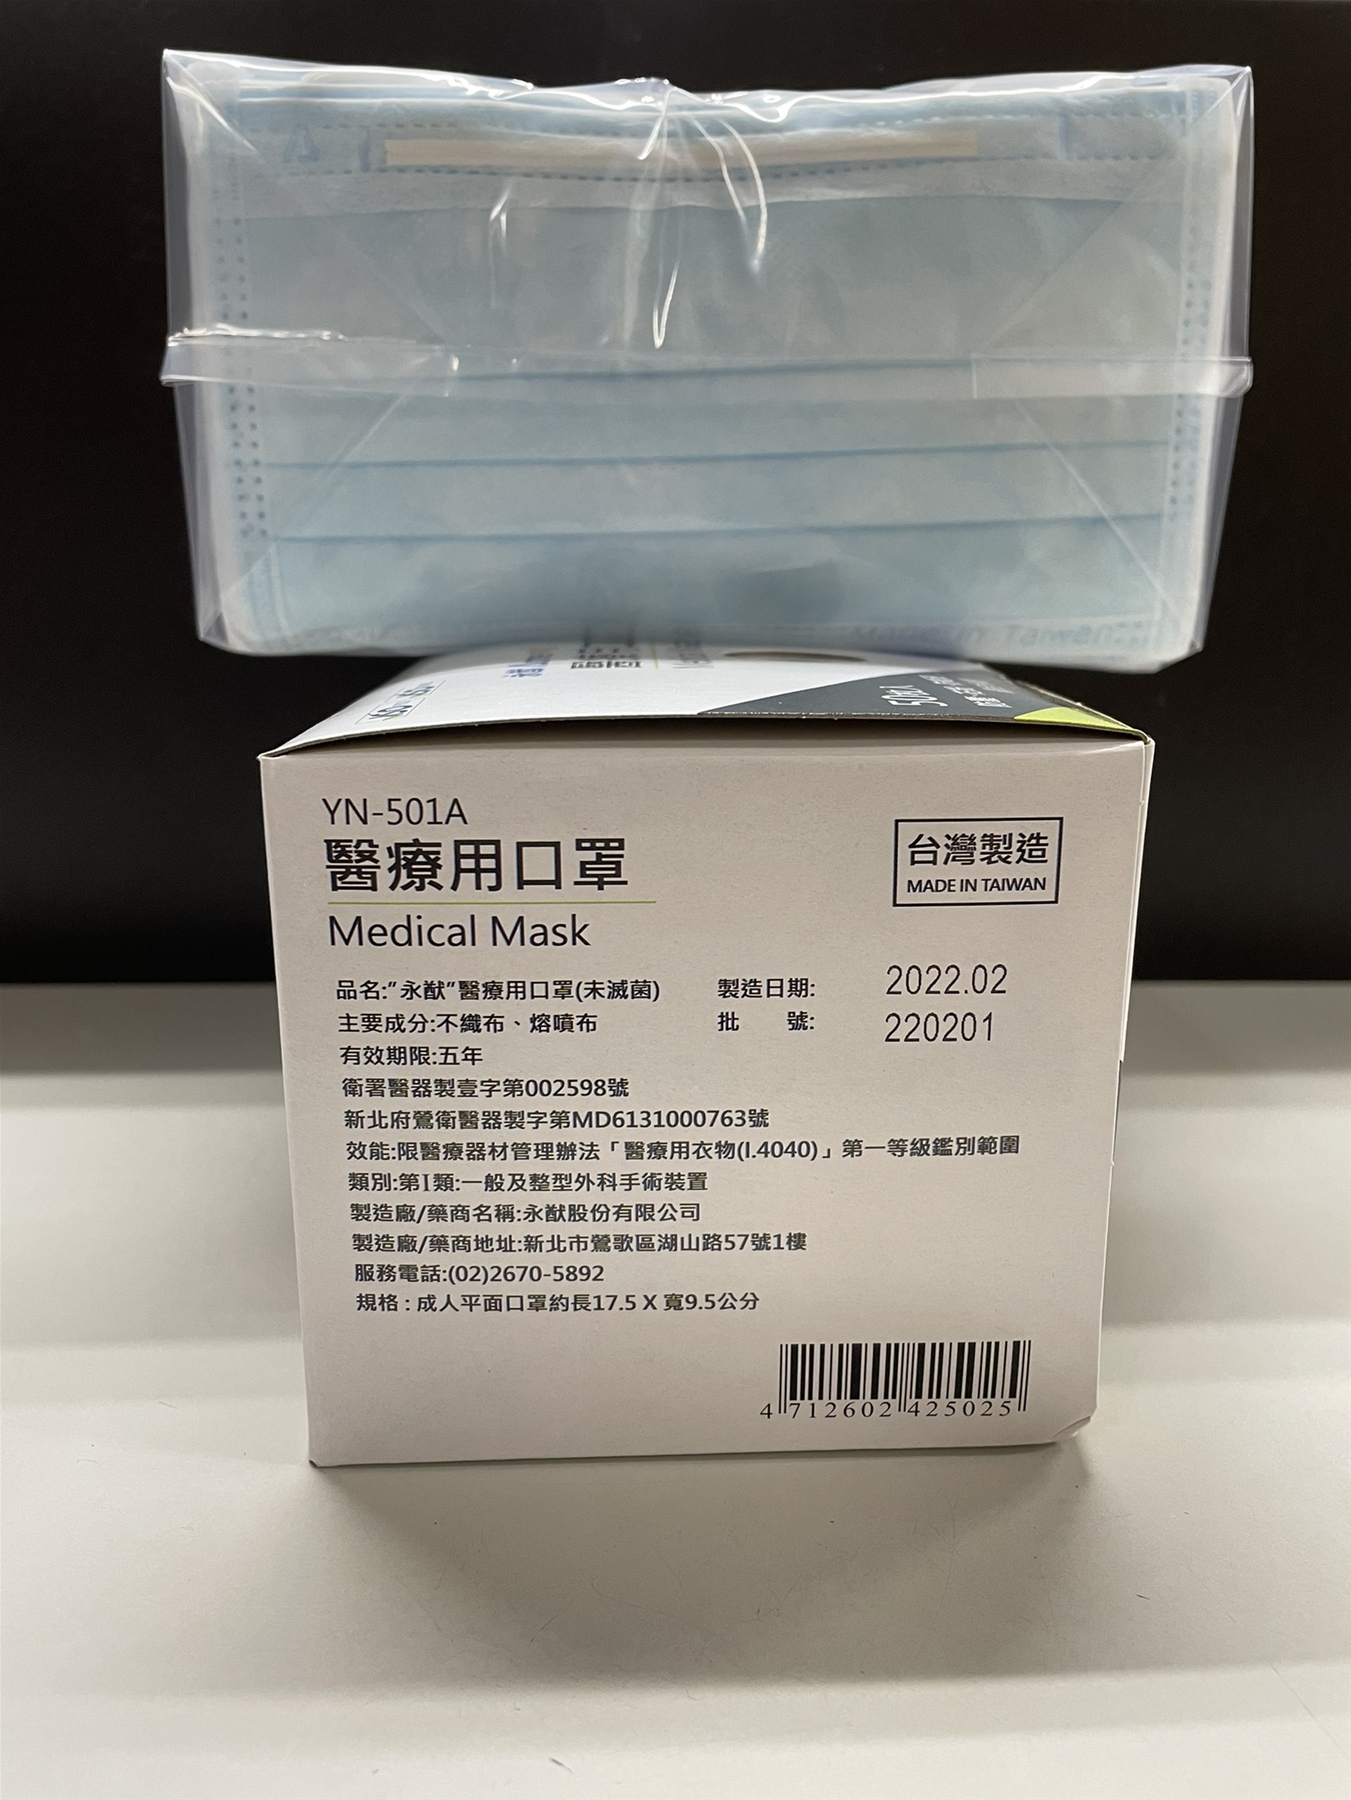 Made in Taiwan
50入
YN-501A
醫療用口罩
Medical Mask
台灣製造
MADE IN TAIWAN
品名:"永猷"醫療用口罩(未滅菌)
製造日期: 2022.02
主要成分:不織布、熔噴布
批 號: 220201
有效期限:五年
衛署醫器製壹字第002598號
新北府鶯衛醫器製字第MD6131000763號
效能:限醫療器材管理辦法「醫療用衣物(I.4040)」第一等級鑑別範圍
類別:第I類:一般及整型外科手術裝置
製造廠/藥商名稱:永猷股份有限公司
製造廠/藥商地址:新北市鶯歌區湖山路57號1樓
服務電話:(02)2670-5892
規格 : 成人平面口罩約長17.5 X 寬9.5公分
4 712602 425025